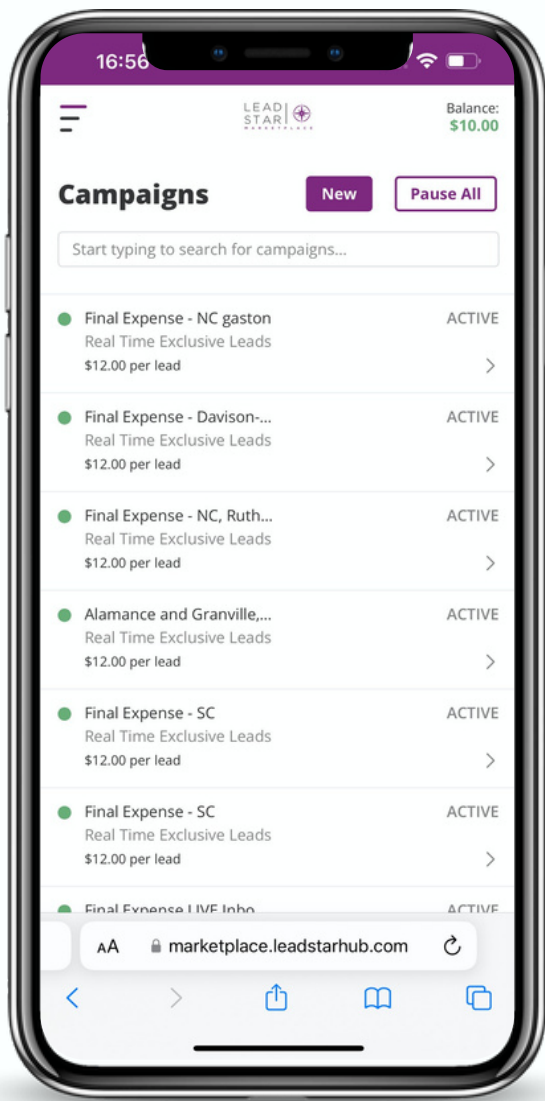 16:56
LEAD
STAR
MARKETPLACE
Balance:
$10.00
Campaigns
New
Pause All
Start typing to search for campaigns...
Final Expense - NC gaston
ACTIVE
Real Time Exclusive Leads
$12.00 per lead
Final Expense - Davison-...
ACTIVE
Real Time Exclusive Leads
$12.00 per lead
Final Expense - NC, Ruth...
ACTIVE
Real Time Exclusive Leads
$12.00 per lead
Alamance and Granville,...
ACTIVE
Real Time Exclusive Leads
$12.00 per lead
Final Expense - SC
ACTIVE
Real Time Exclusive Leads
$12.00 per lead
Final Expense - SC
ACTIVE
Real Time Exclusive Leads
$12.00 per lead
Final Expense LIVE Inbo
ACTIVE
AA
marketplace.leadstarhub.com